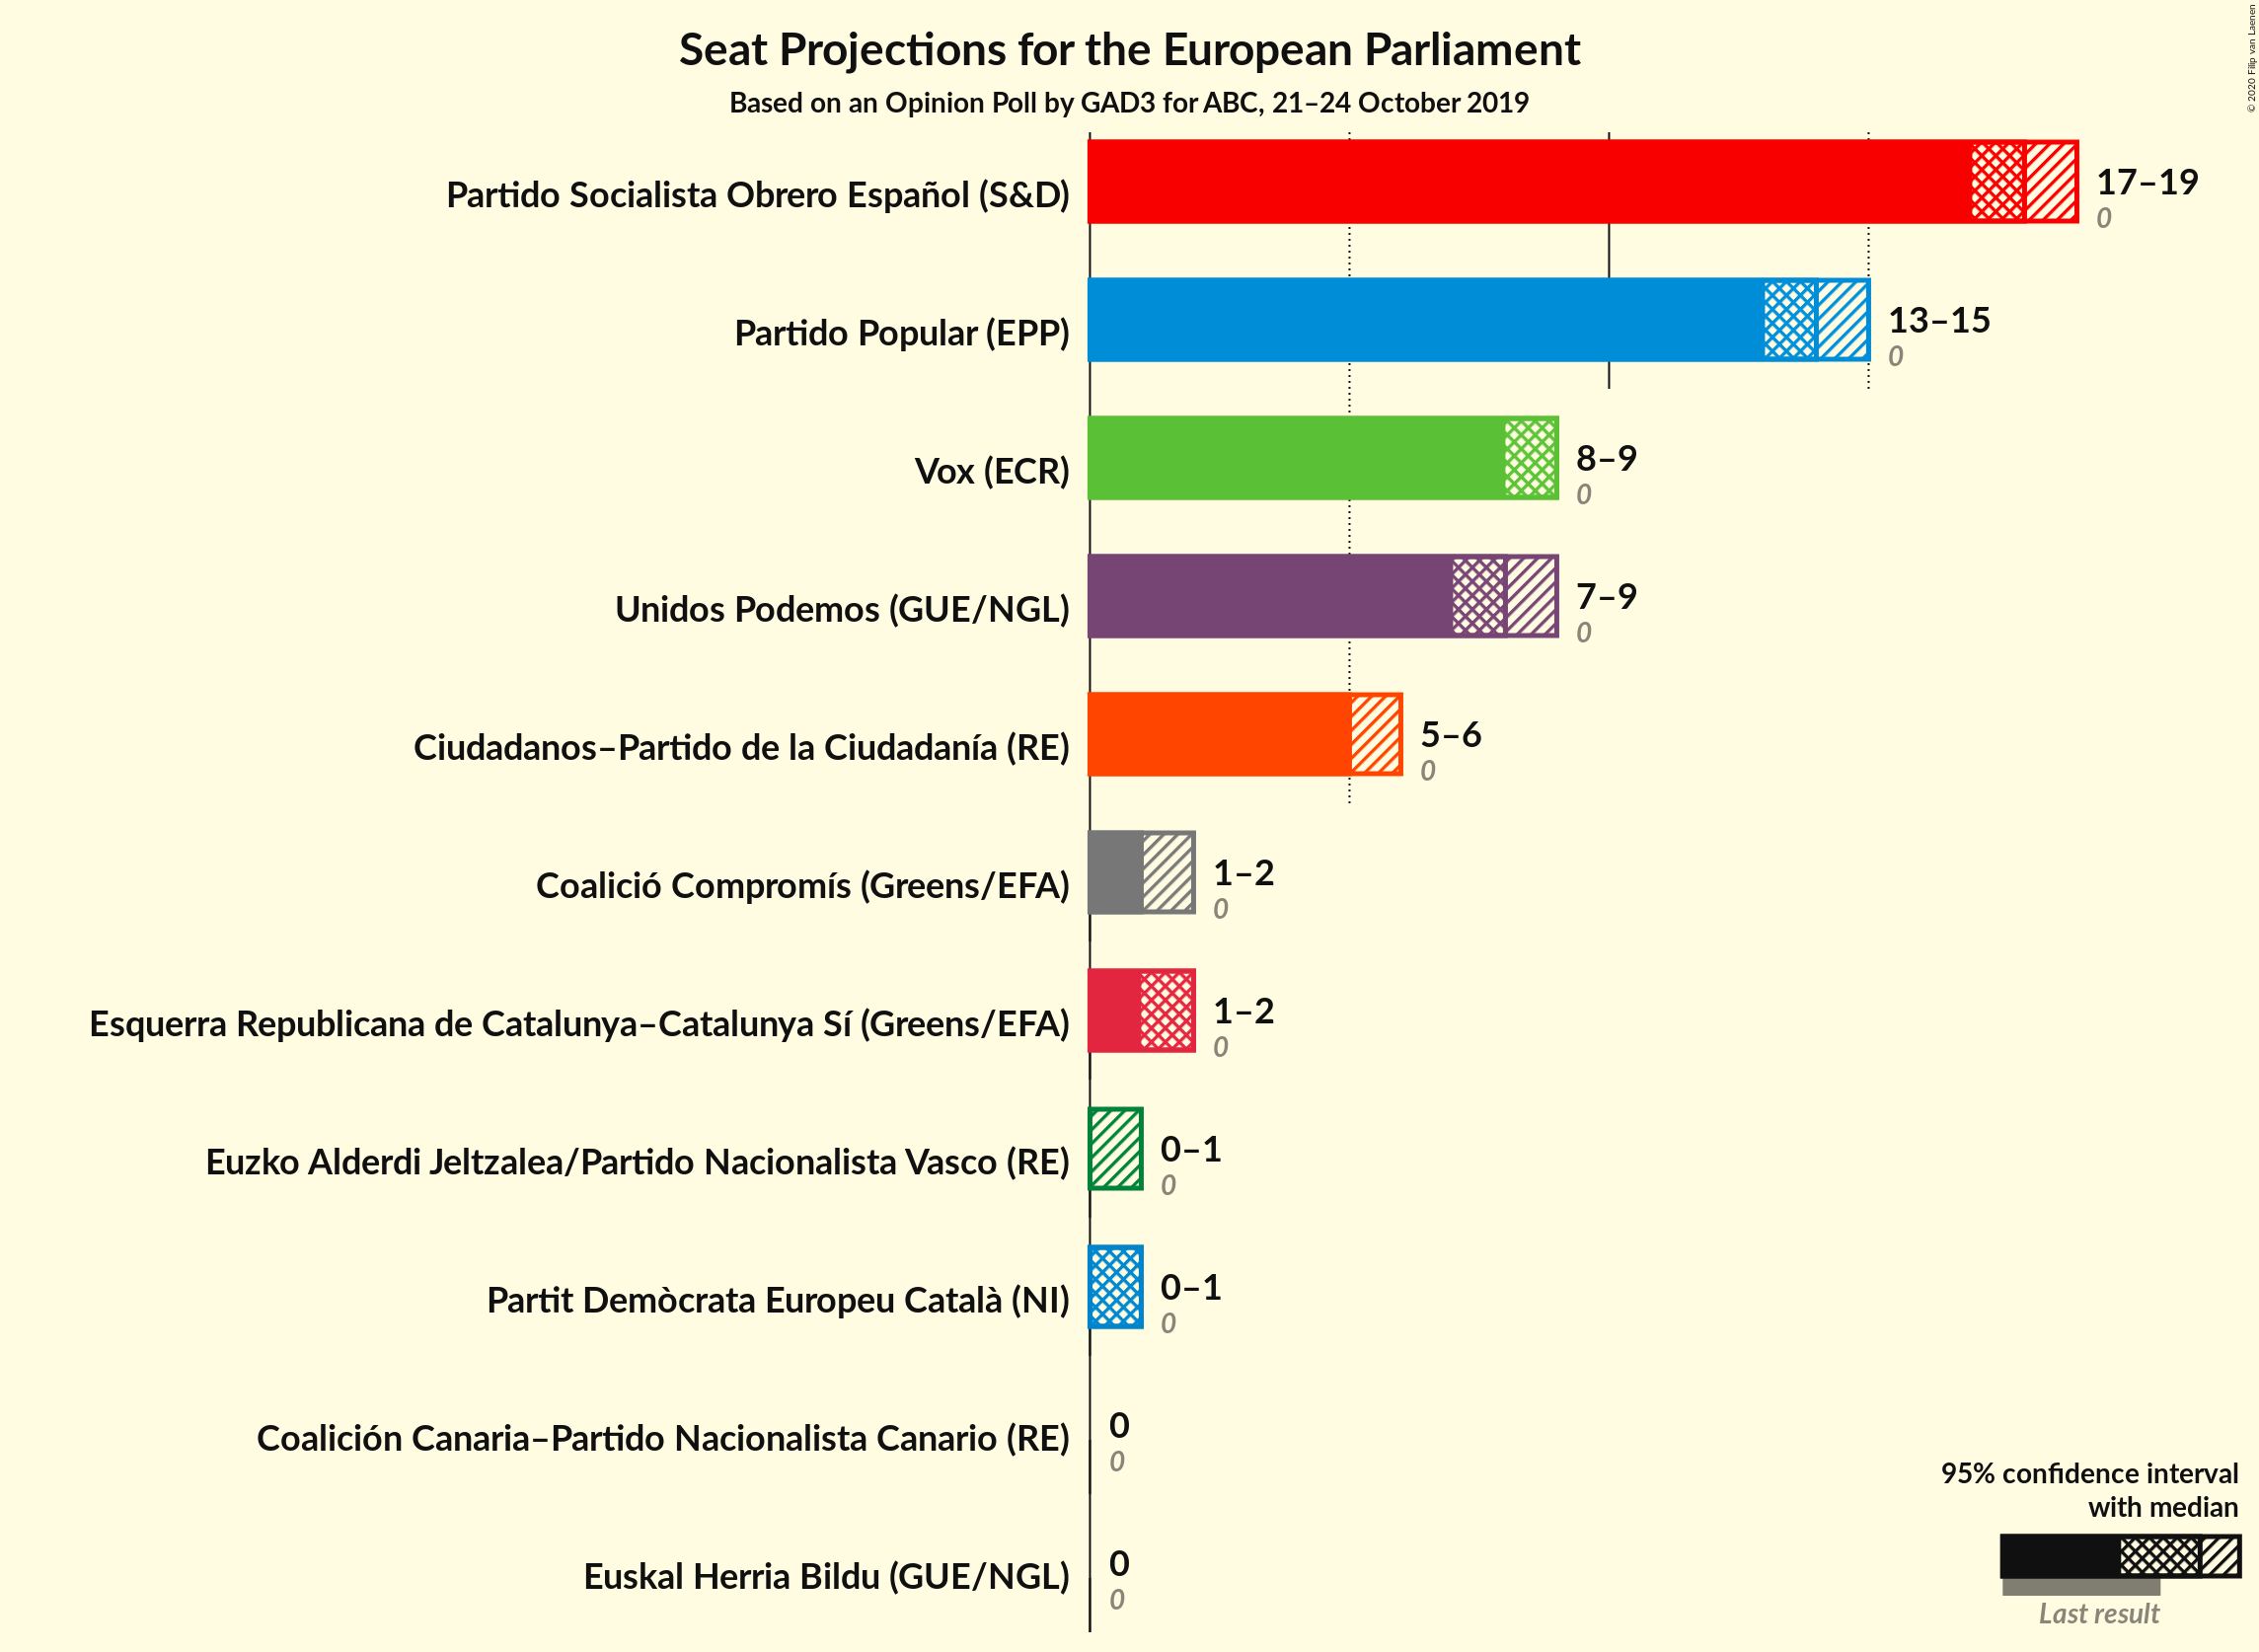 Seat Projections for the European Parliament
Based on an Opinion Poll by GAD3 for ABC, 21–24 October 2019
© 2020 Filip van Laenen
Partido Socialista Obrero Español (S&D)
17–19
0
Partido Popular (EPP)
13–15
0
Vox (ECR)
8–9
0
Unidos Podemos (GUE/NGL)
7–9
0
Ciudadanos–Partido de la Ciudadanía (RE)
5–6
0
Coalició Compromís (Greens/EFA)
1–2
0
Esquerra Republicana de Catalunya–Catalunya Sí (Greens/EFA)
1–2
0
Euzko Alderdi Jeltzalea/Partido Nacionalista Vasco (RE)
0–1
0
Partit Demòcrata Europeu Català (NI)
0–1
0
Coalición Canaria–Partido Nacionalista Canario (RE)
0
0
Euskal Herria Bildu (GUE/NGL)
0
0
95% confidence interval
with median
Last result